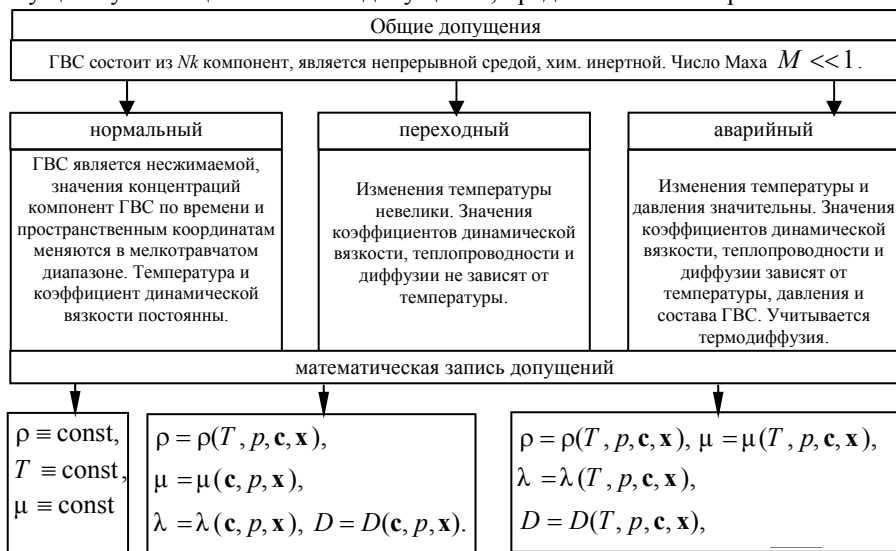 Общие допущения
ГВС состоит из Nk компонент, является непрерывной средой, хим. инертной. Число Маха M << 1 .
нормальный
ГВС является несжимаемой,
значения концентраций
компонент ГВС по времени и
пространственным координатам
меняются в мелкотравчатом
диапазоне. Температура и
коэффициент динамической
вязкости постоянны.
переходный
Изменения температуры
невелики. Значения
коэффициентов динамической
вязкости, теплопроводности и
диффузии не зависят от
температуры.
аварийный
Изменения температуры и
давления значительны. Значения
коэффициентов динамической
вязкости, теплопроводности и
диффузии зависят от
температуры, давления и
состава ГВС. Учитывается
термодиффузия.
математическая запись допущений
ρ ≡ const,
T ≡ const,
μ ≡ const
ρ = ρ(T, p, c, x),
μ = μ(c, p, x),
λ = λ(c, p, x), D = D(c, p, x).
ρ = ρ(T, p, c, x), μ = μ(T, p, c, x),
λ = λ(T, p, c, x),
D = D(T, p, c, x),